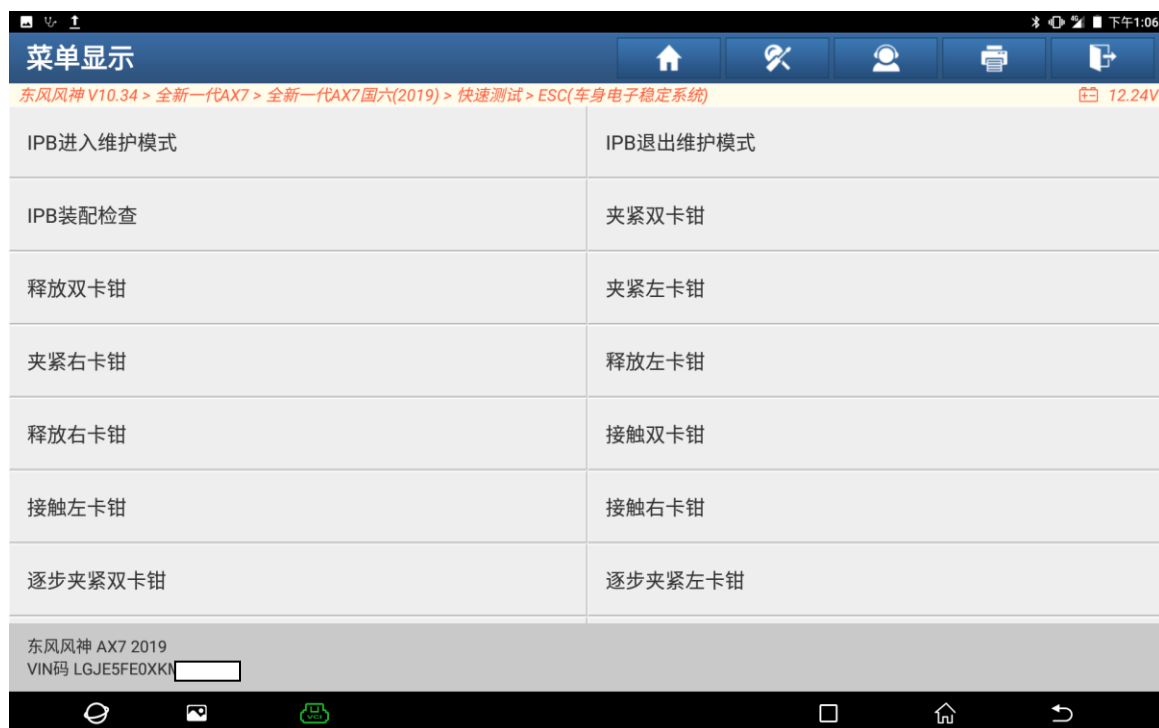 4G 下午1:06
菜单显示
东风风神 V10.34 > 全新一代AX7 > 全新一代AX7国六(2019) > 快速测试 > ESC(车身电子稳定系统) 12.24V
IPB进入维护模式 IPB退出维护模式
IPB装配检查 夹紧双卡钳
释放双卡钳 夹紧左卡钳
夹紧右卡钳 释放左卡钳
释放右卡钳 接触双卡钳
接触左卡钳 接触右卡钳
逐步夹紧双卡钳 逐步夹紧左卡钳
东风风神 AX7 2019
VIN码 LGJE5FE0XK
VCI